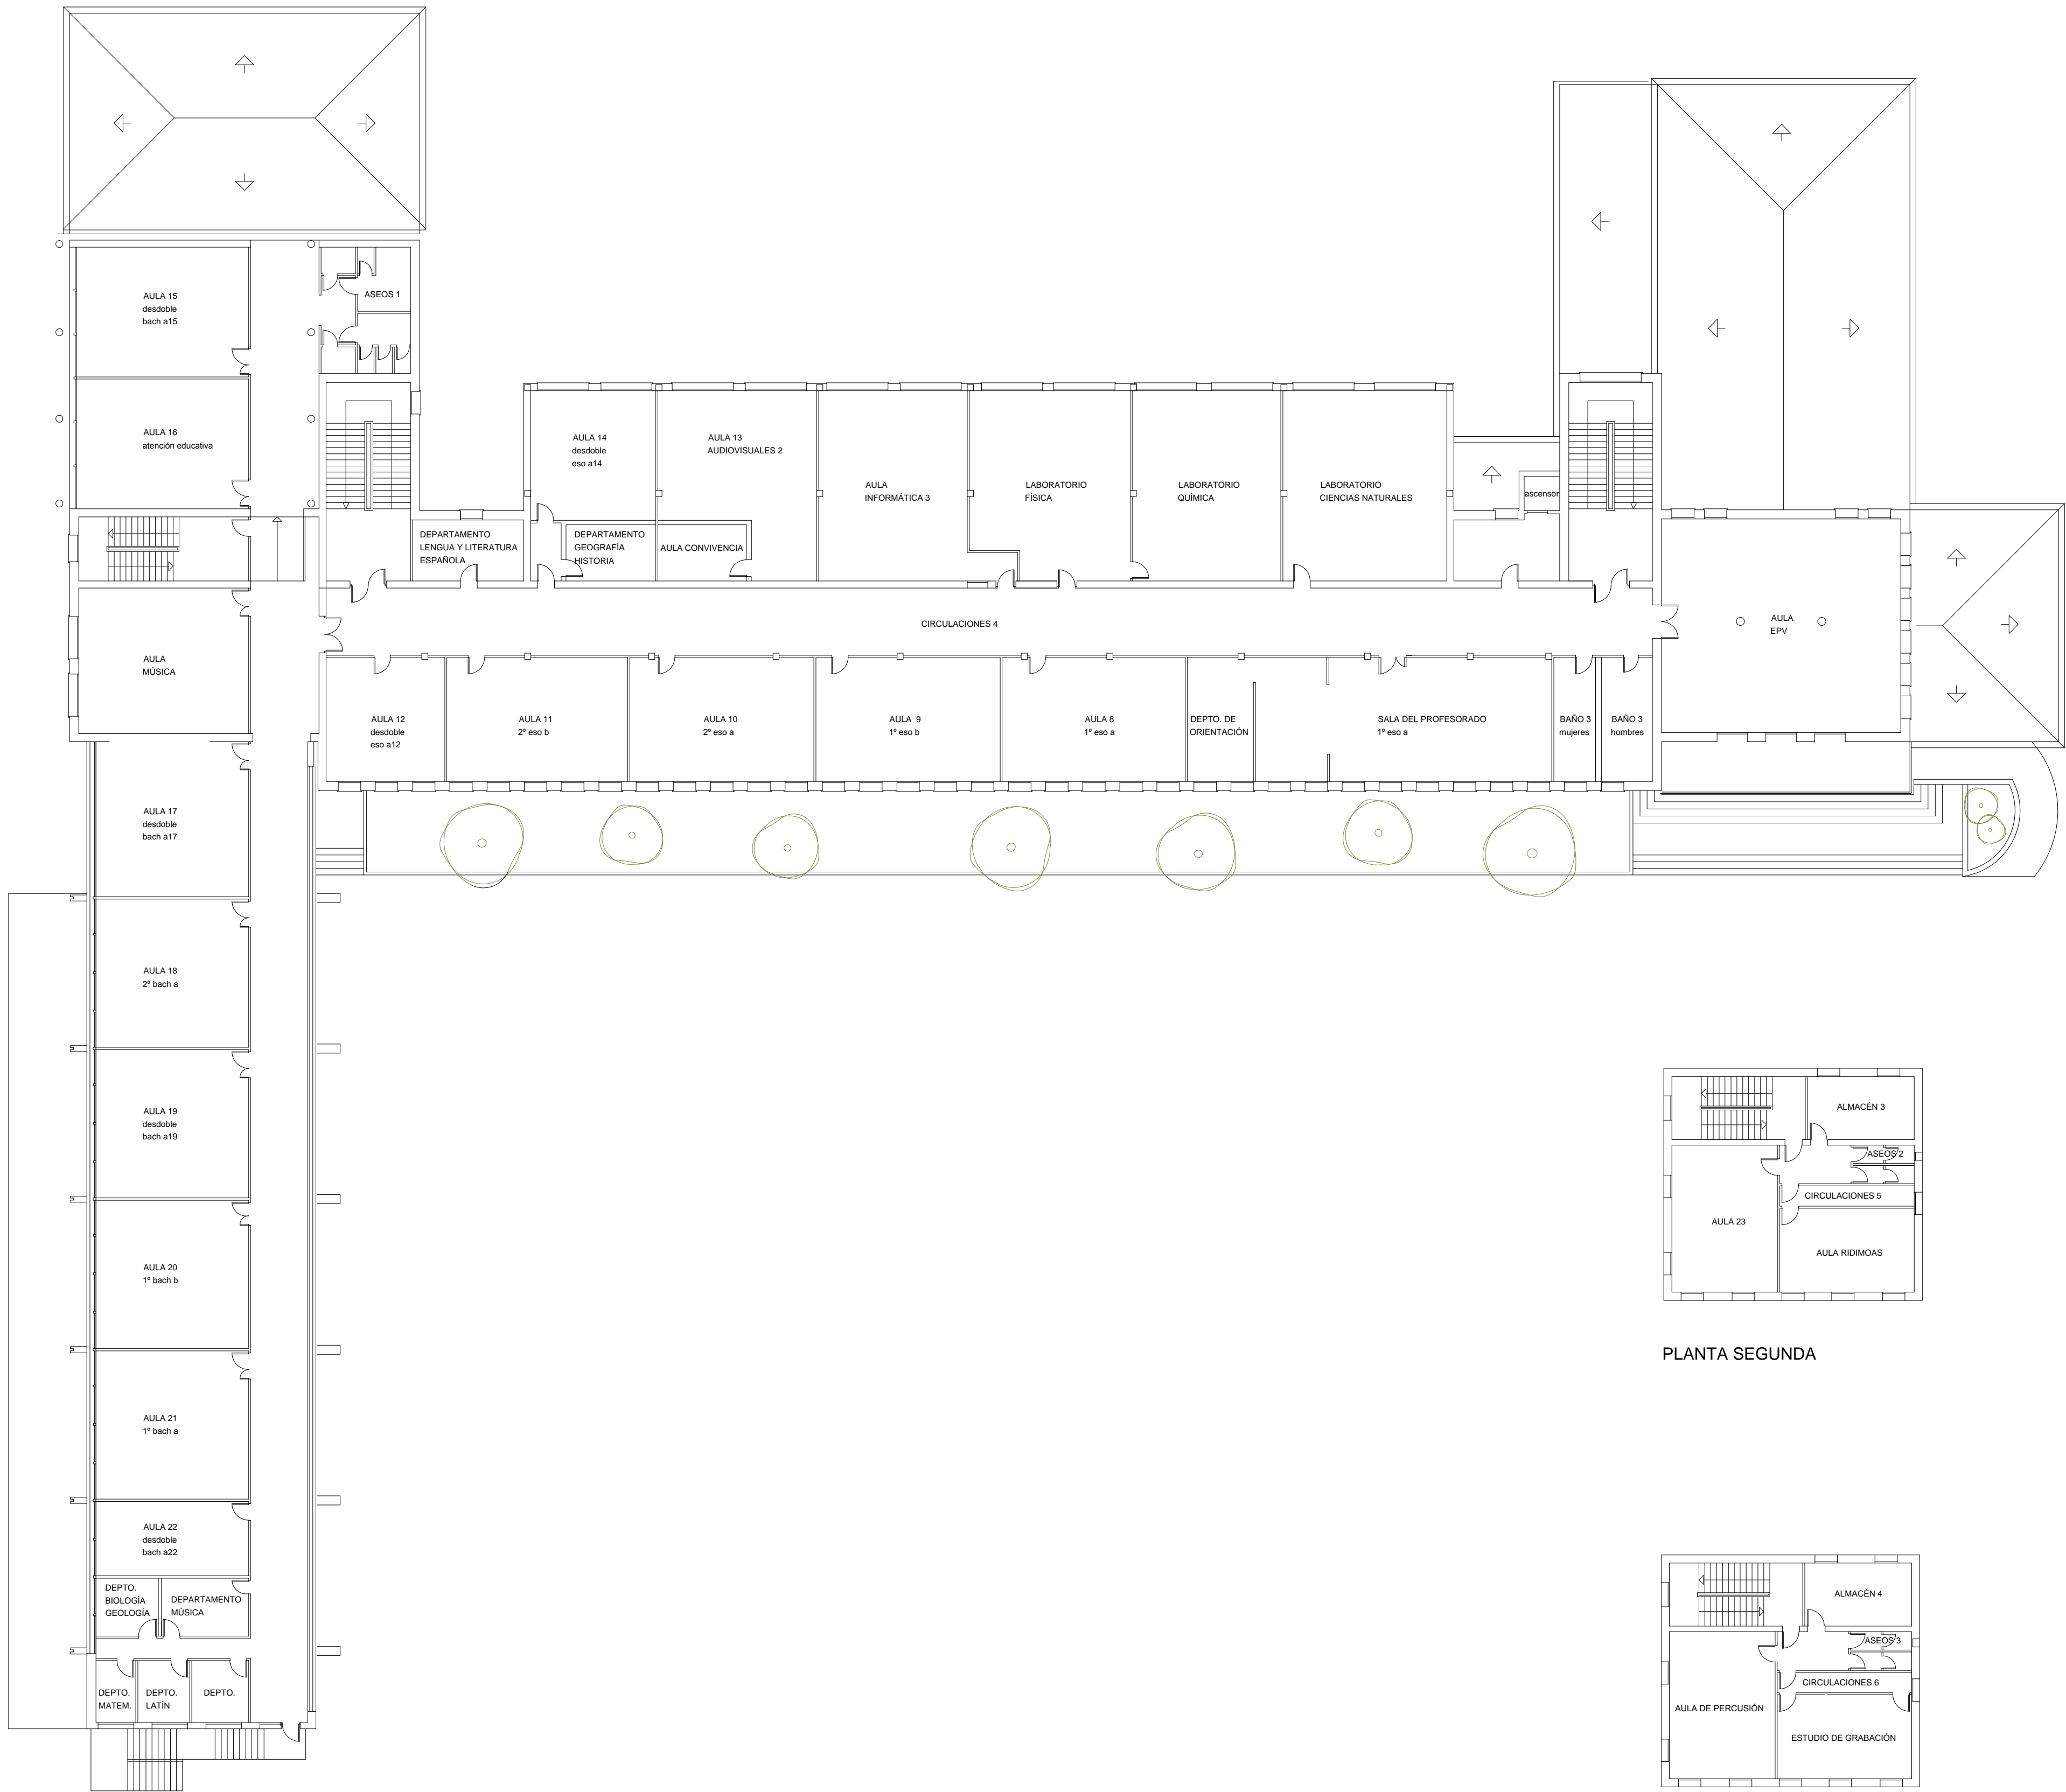 AULA 15
desdoble
bach a15
ASEOS 1
AULA 16
atención educativa
AULA 14
desdoble
eso a14
AULA 13
AUDIOVISUALES 2
AULA
INFORMÁTICA 3
LABORATORIO
FÍSICA
LABORATORIO
QUÍMICA
LABORATORIO
CIENCIAS NATURALES
ascensor
DEPARTAMENTO
LENGUA Y LITERATURA
ESPAÑOLA
DEPARTAMENTO
GEOGRAFÍA
HISTORIA
AULA CONVIVENCIA
CIRCULACIONES 4
AULA
EPV
AULA
MÚSICA
AULA 12
desdoble
eso a12
AULA 11
2º eso b
AULA 10
2º eso a
AULA 9
1º eso b
AULA 8
1º eso a
DEPTO. DE
ORIENTACIÓN
SALA DEL PROFESORADO
1º eso a
BAÑO 3
mujeres
BAÑO 3
hombres
AULA 17
desdoble
bach a17
AULA 18
2º bach a
AULA 19
desdoble
bach a19
AULA 20
1º bach b
AULA 21
1º bach a
AULA 22
desdoble
bach a22
DEPTO.
BIOLOGÍA
GEOLOGÍA
DEPARTAMENTO
MÚSICA
DEPTO.
MATEM.
DEPTO.
LATÍN
DEPTO.
ALMACÉN 3
ASEOS 2
CIRCULACIONES 5
AULA 23
AULA RIDIMOAS
PLANTA SEGUNDA
ALMACÉN 4
ASEOS 3
CIRCULACIONES 6
AULA DE PERCUSIÓN
ESTUDIO DE GRABACIÓN